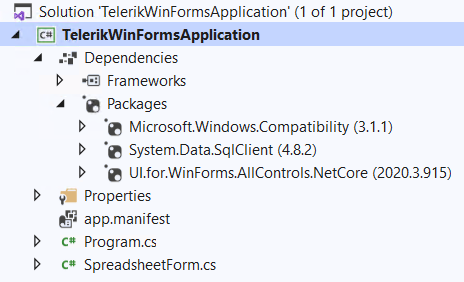 Solution 'TelerikWinFormsApplication' (1 of 1 project)
C# TelerikWinFormsApplication
Dependencies
Frameworks
Packages
Microsoft.Windows.Compatibility (3.1.1)
System.Data.SqlClient (4.8.2)
UI.for.WinForms.AllControls.NetCore (2020.3.915)
Properties
app.manifest
C# Program.cs
C# SpreadsheetForm.cs